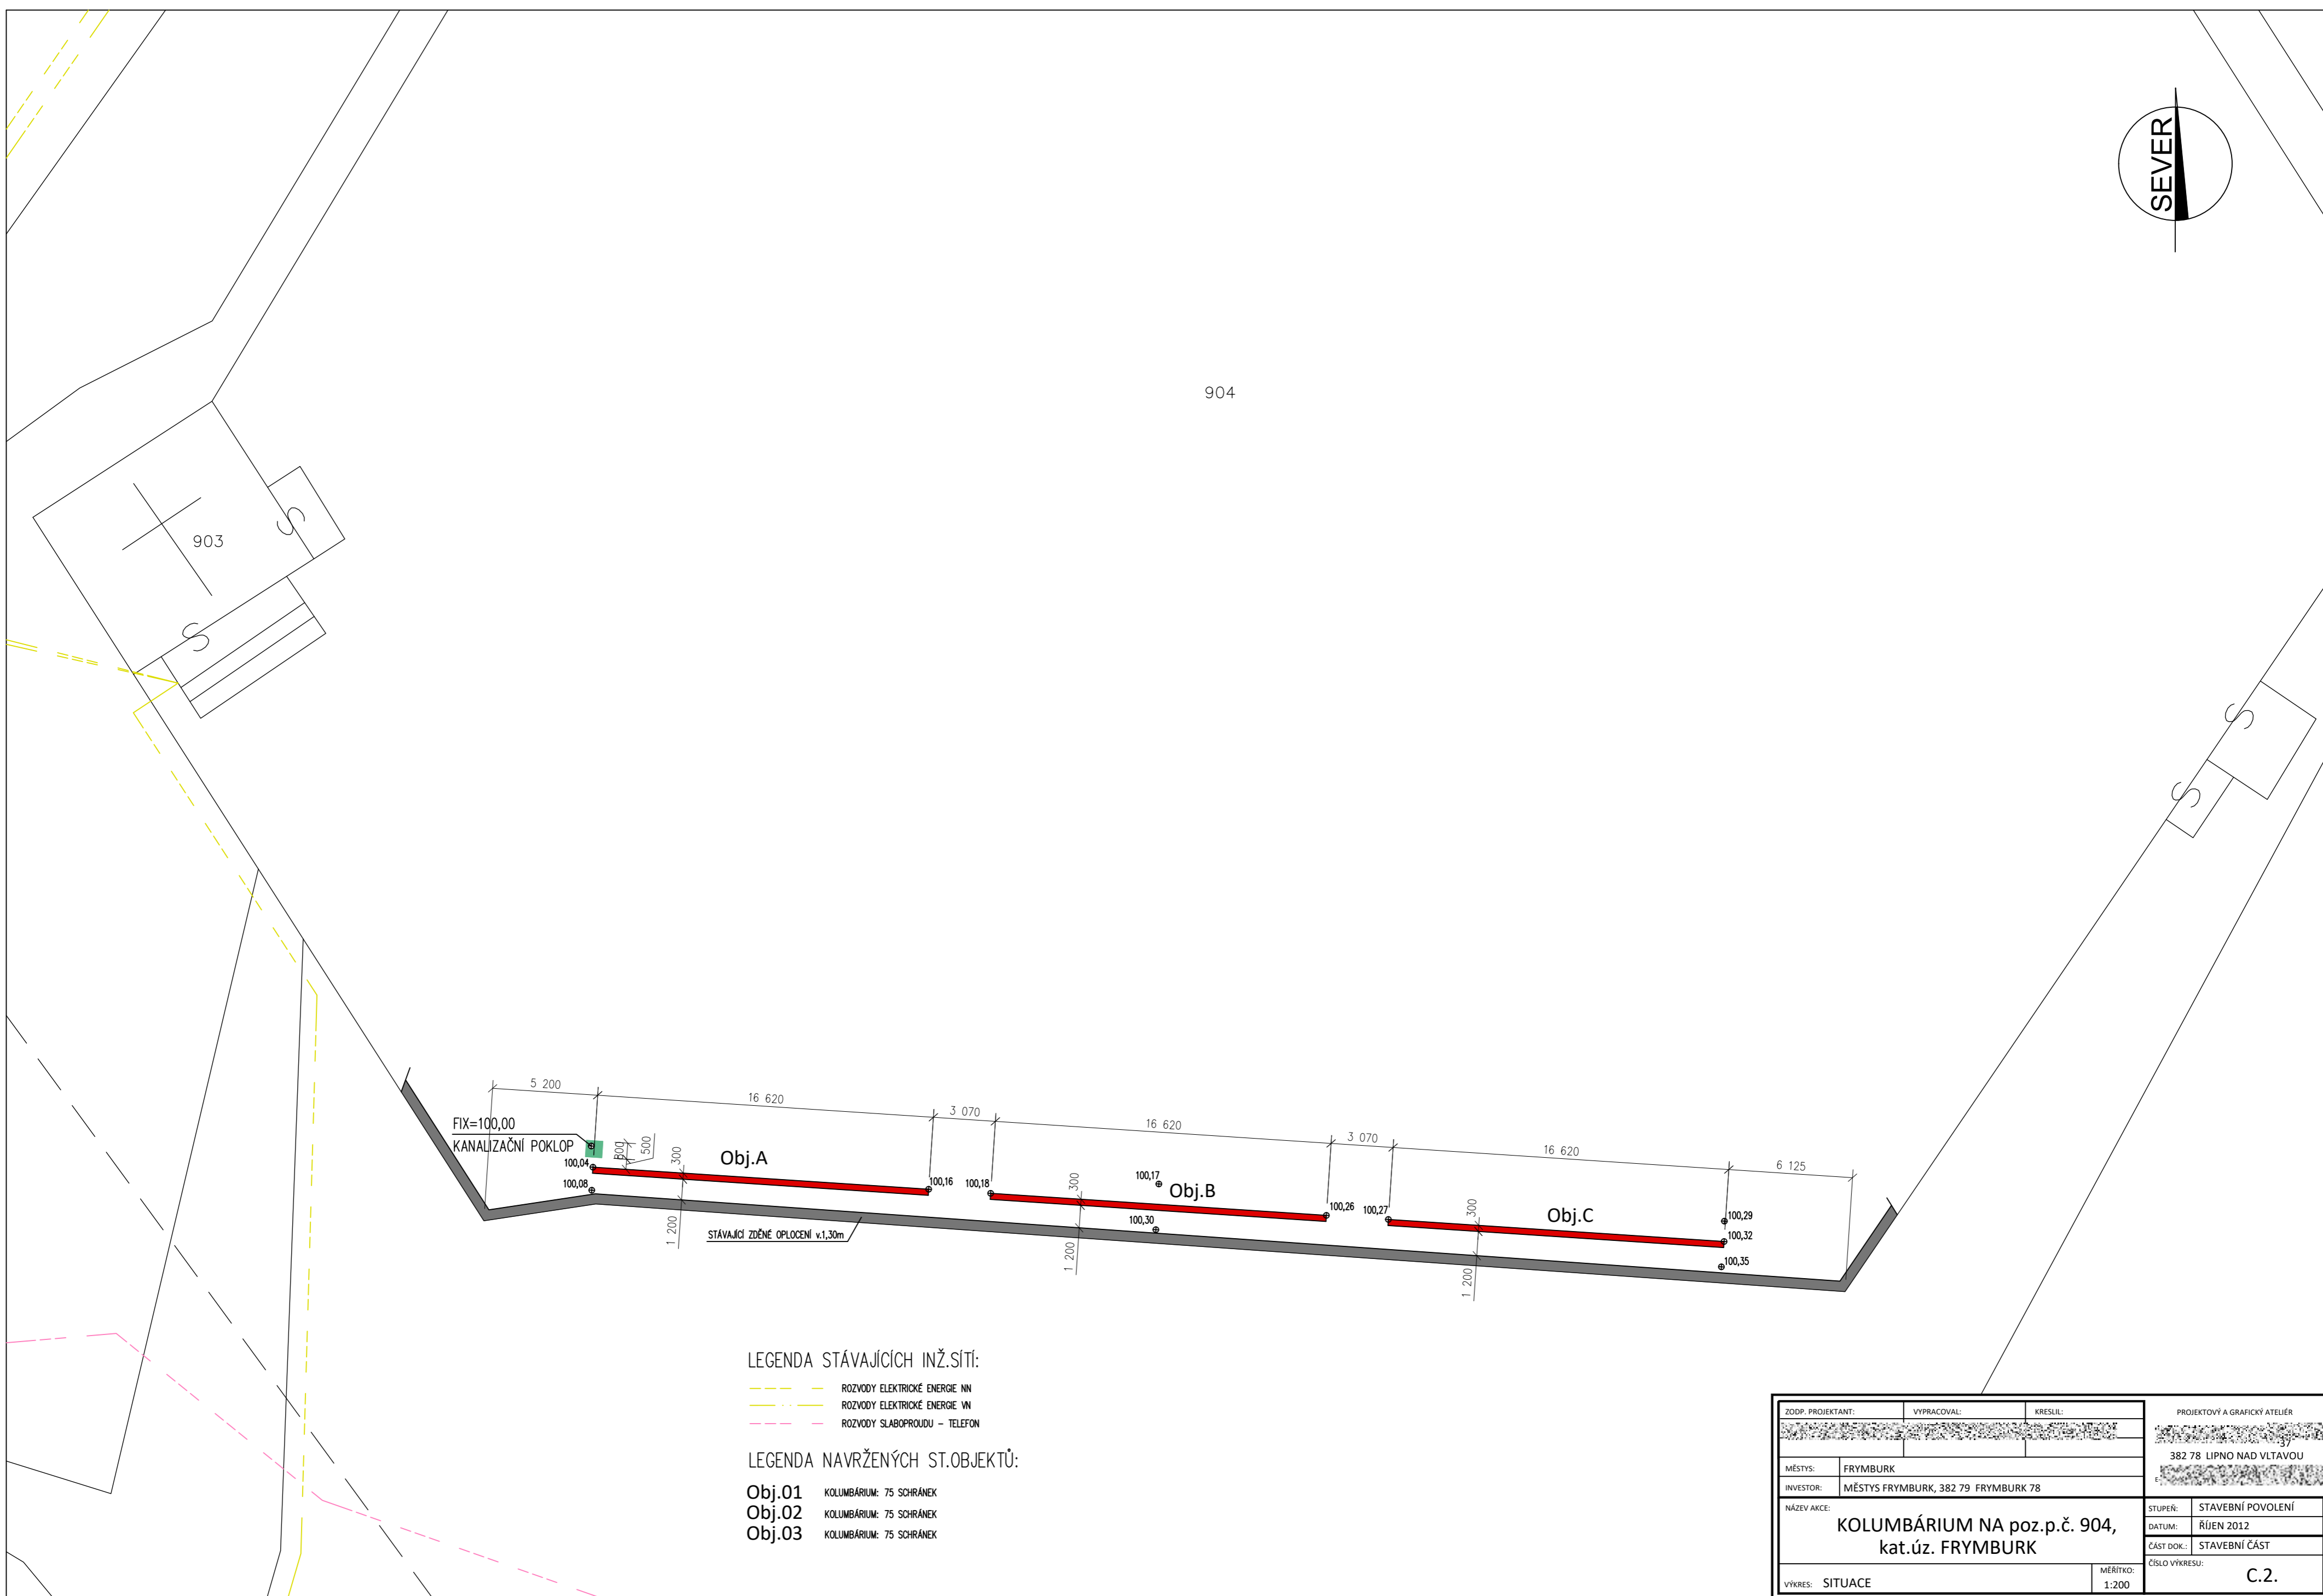 SEVER
904
903
S
S
S
S
5 200
16 620
3 070
16 620
3 070
16 620
6 125
FIX=100,00
KANALIZAČNÍ POKLOP
800
500
300
Obj.A
100,04
100,08
100,16
100,18
300
100,17
Obj.B
100,26
100,27
300
Obj.C
100,29
100,32
100,35
100,30
1 200
1 200
1 200
STÁVAJÍCÍ ZDĚNÉ OPLOCENÍ v.1,30m
LEGENDA STÁVAJÍCÍCH INŽ.SÍTÍ:
ROZVODY ELEKTRICKÉ ENERGIE NN
ROZVODY ELEKTRICKÉ ENERGIE VN
ROZVODY SLABOPROUDU – TELEFON
LEGENDA NAVRŽENÝCH ST.OBJEKTŮ:
Obj.01 KOLUMBÁRIUM: 75 SCHRÁNEK
Obj.02 KOLUMBÁRIUM: 75 SCHRÁNEK
Obj.03 KOLUMBÁRIUM: 75 SCHRÁNEK
ZODP. PROJEKTANT: VYPRACOVAL: KRESLIL:
MĚSTYS: FRYMBURK
INVESTOR: MĚSTYS FRYMBURK, 382 79 FRYMBURK 78
NÁZEV AKCE:
KOLUMBÁRIUM NA poz.p.č. 904,
kat.úz. FRYMBURK
VÝKRES: SITUACE
MĚŘÍTKO:
1:200
PROJEKTOVÝ A GRAFICKÝ ATELIÉR
37
382 78 LIPNO NAD VLTAVOU
STUPEŇ: STAVEBNÍ POVOLENÍ
DATUM: ŘÍJEN 2012
ČÁST DOK.: STAVEBNÍ ČÁST
ČÍSLO VÝKRESU:
C.2.